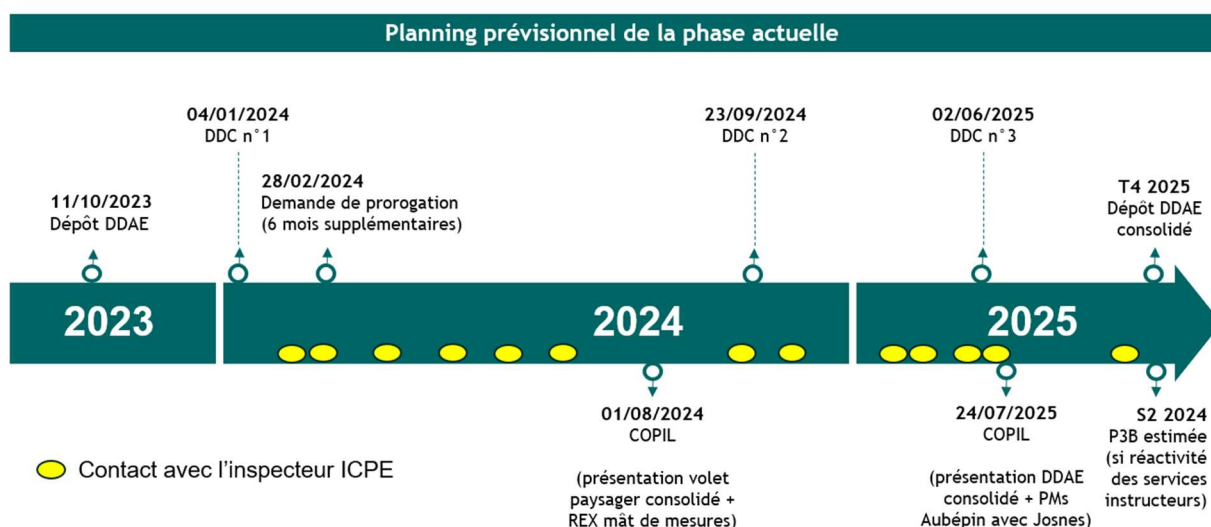 Planning prévisionnel de la phase actuelle
04/01/2024
DDC n°1
23/09/2024
DDC n°2
02/06/2025
DDC n°3
11/10/2023
Dépôt DDAE
28/02/2024
Demande de prorogation
(6 mois supplémentaires)
T4 2025
Dépôt DDAE
consolidé
2023
2024
2025
01/08/2024
COPIL
(présentation volet
paysager consolidé +
REX mât de mesures)
24/07/2025
COPIL
(présentation DDAE
consolidé + PMs
Aubépin avec Josnes)
S2 2024
P3B estimée
(si réactivité
des services
instructeurs)
Contact avec l'inspecteur ICPE